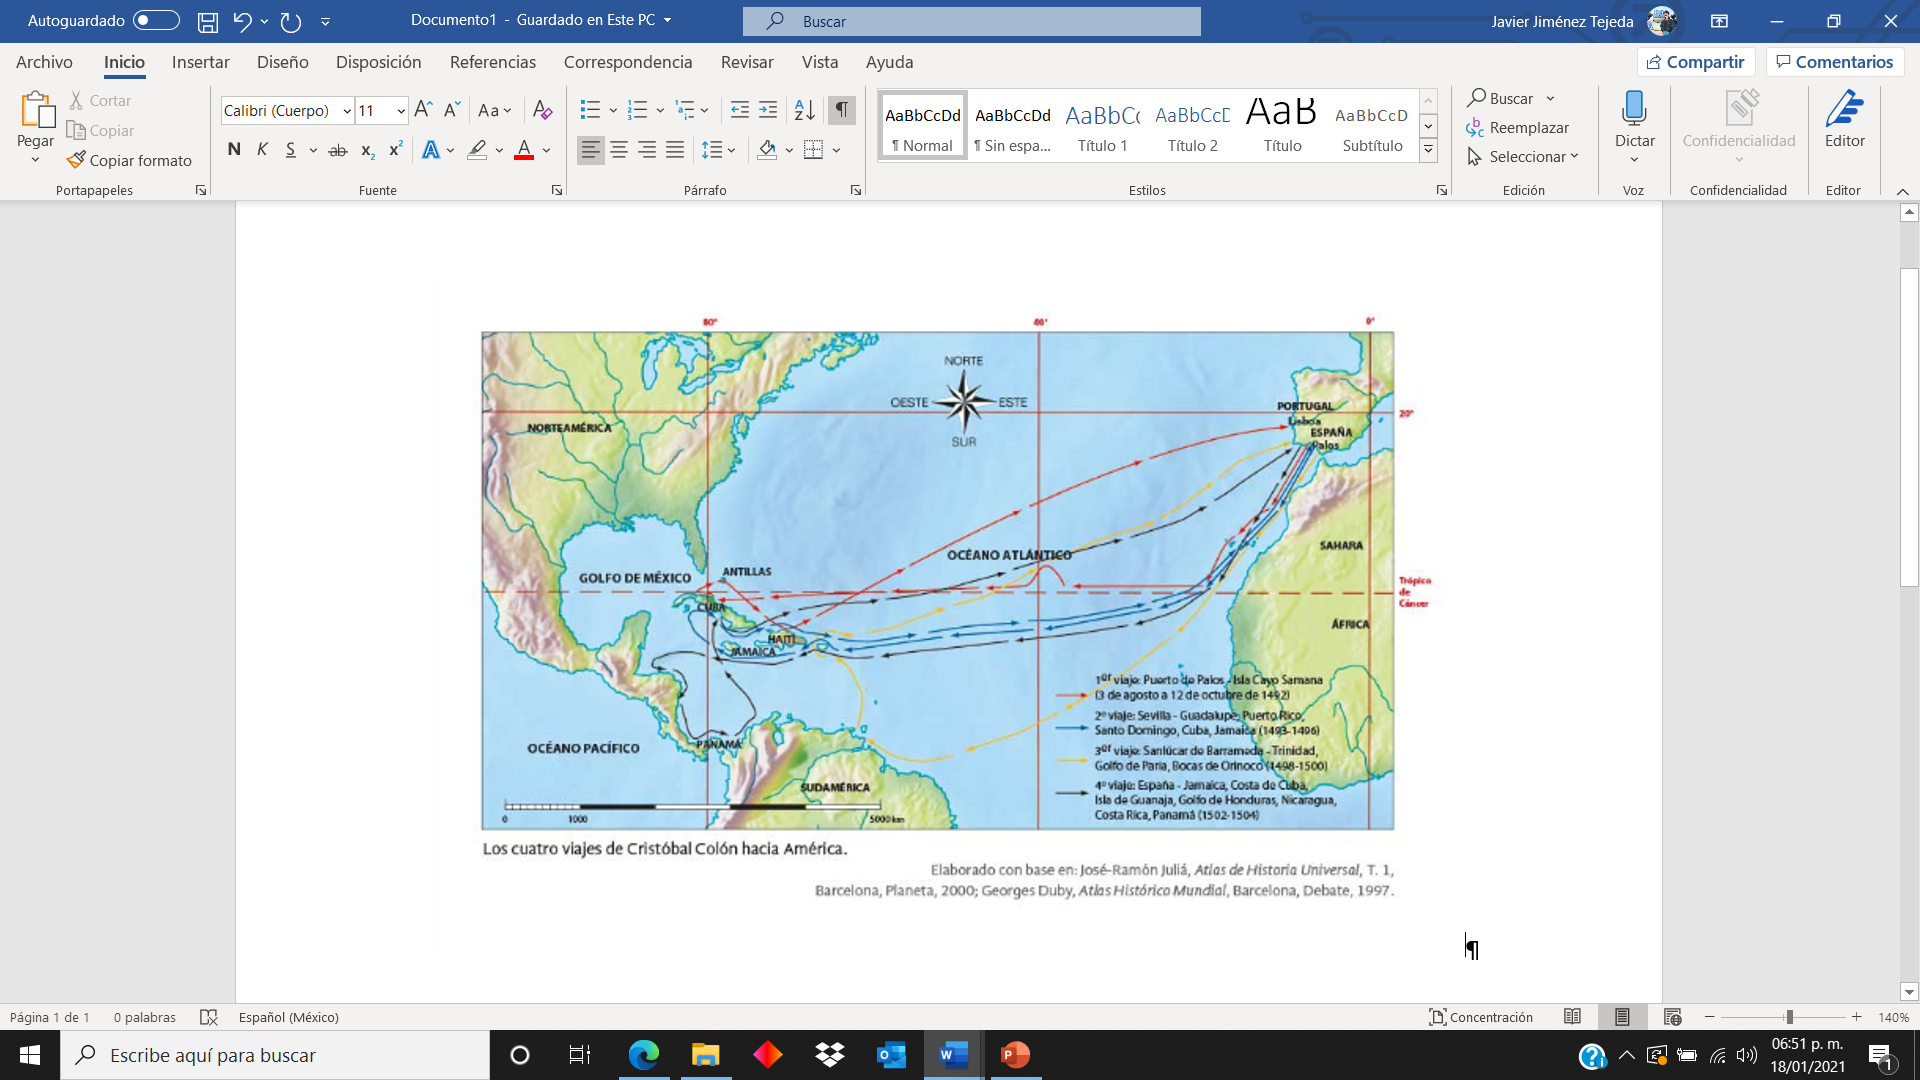 Autoguardado
Documento1 - Guardado en Este PC
Buscar
Javier Jiménez Tejeda
Archivo Inicio Insertar Diseño Disposición Referencias Correspondencia Revisar Vista Ayuda
Compartir Comentarios
Pegar
Cortar
Copiar
Copiar formato
Portapapeles
Calibri (Cuerpo) 11
N K S ab x₂ x²
Fuente
Párrafo
AaBbCcDd AaBbCcDd AaBbCc AaBbCcD AaB AaBbCcD
¶ Normal ¶ Sin espa... Título 1 Título 2 Título Subtítulo
Estilos
Buscar
Reemplazar
Seleccionar
Edición
Dictar
Voz
Confidencialidad
Confidencialidad
Editor
Editor
80° 40° 0°
NORTE
OESTE ESTE
SUR
20°
PORTUGAL
Lisboa
ESPAÑA
Palos
NORTEAMÉRICA
OCÉANO ATLÁNTICO
SAHARA
ANTILLAS
GOLFO DE MÉXICO
Trópico
de
Cáncer
CUBA
ÁFRICA
HAITÍ
JAMAICA
1er viaje: Puerto de Palos - Isla Cayo Samana
(3 de agosto a 12 de octubre de 1492)
2º viaje: Sevilla - Guadalupe, Puerto Rico,
Santo Domingo, Cuba, Jamaica (1493-1496)
3er viaje: Sanlúcar de Barrameda - Trinidad,
Golfo de Paria, Bocas de Orinoco (1498-1500)
4º viaje: España - Jamaica, Costa de Cuba,
Isla de Guanaja, Golfo de Honduras, Nicaragua,
Costa Rica, Panamá (1502-1504)
OCÉANO PACÍFICO
PANAMÁ
SUDAMÉRICA
0 1000 5000 km
Los cuatro viajes de Cristóbal Colón hacia América.
Elaborado con base en: José-Ramón Juliá, Atlas de Historia Universal, T. 1,
Barcelona, Planeta, 2000; Georges Duby, Atlas Histórico Mundial, Barcelona, Debate, 1997.
¶
Página 1 de 1 0 palabras Español (México)
Concentración
140%
Escribe aquí para buscar
06:51 p. m.
18/01/2021
1